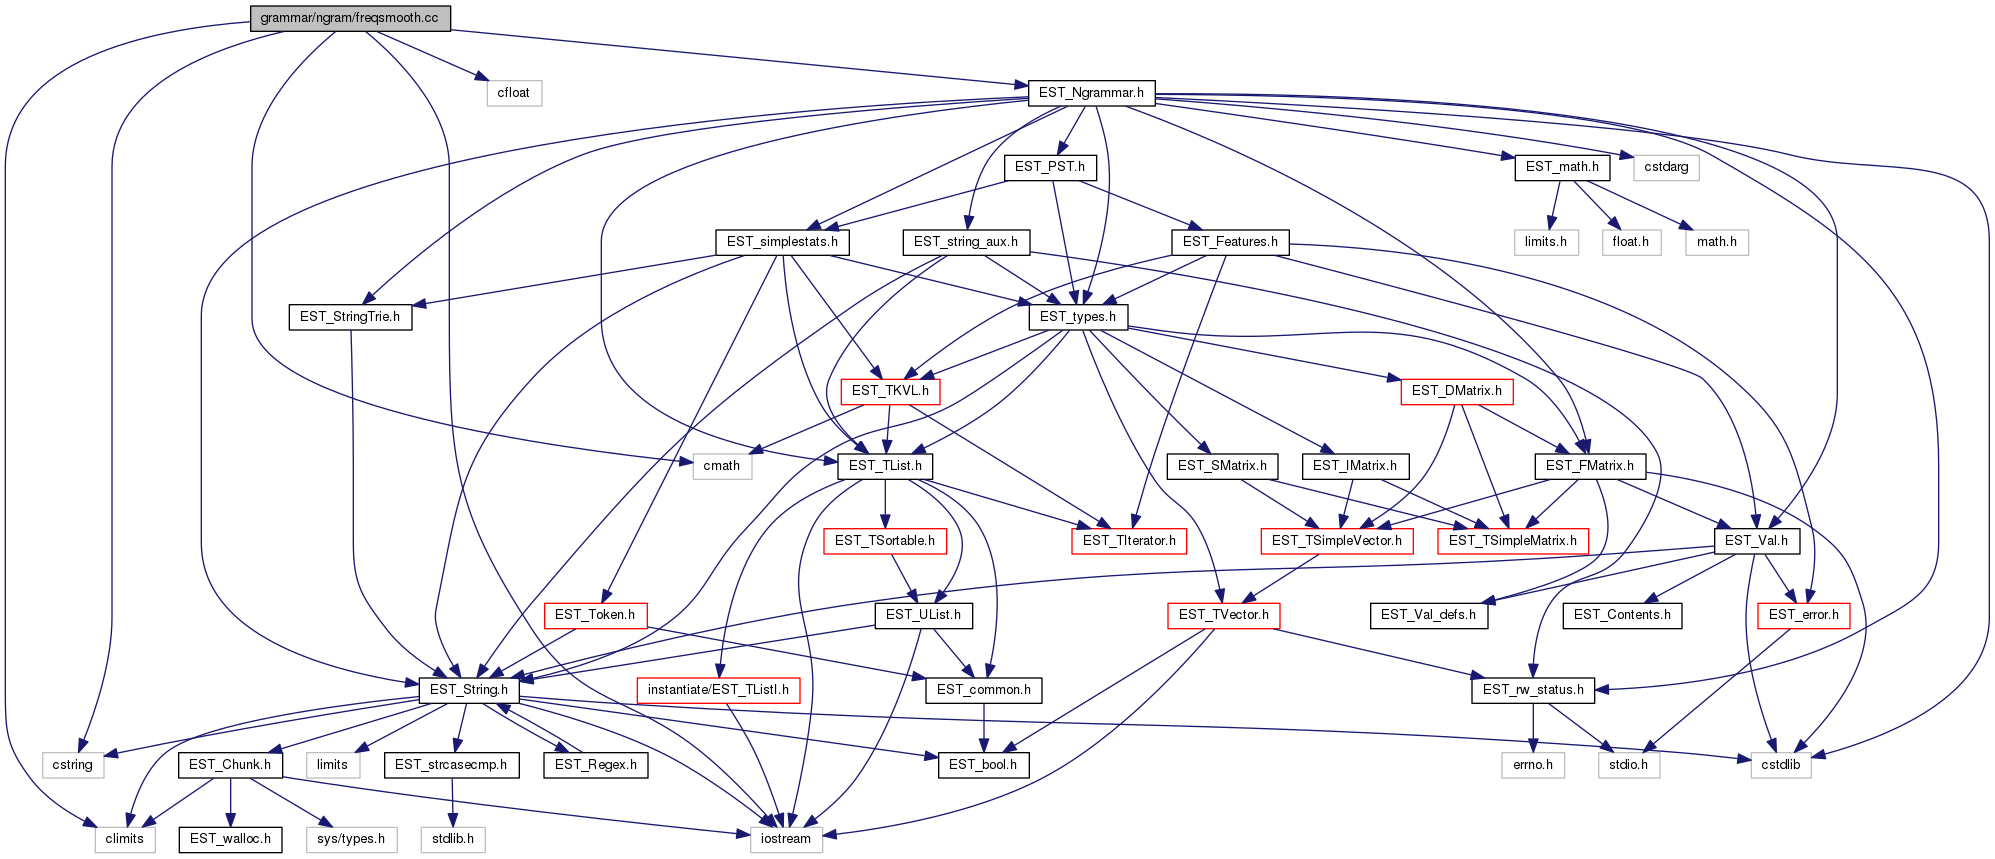 grammar/ngram/freqsmooth.cc
cfloat
EST_Ngrammar.h
EST_PST.h
EST_math.h
cstdarg
EST_simplestats.h
EST_string_aux.h
EST_Features.h
limits.h
float.h
math.h
EST_StringTrie.h
EST_types.h
EST_TKVL.h
EST_DMatrix.h
cmath
EST_TList.h
EST_SMatrix.h
EST_IMatrix.h
EST_FMatrix.h
EST_TSortable.h
EST_TIterator.h
EST_TSimpleVector.h
EST_TSimpleMatrix.h
EST_Val.h
EST_Token.h
EST_UList.h
EST_TVector.h
EST_Val_defs.h
EST_Contents.h
EST_error.h
EST_String.h
instantiate/EST_TListI.h
EST_common.h
EST_rw_status.h
cstring
EST_Chunk.h
limits
EST_strcasecmp.h
EST_Regex.h
EST_bool.h
errno.h
stdio.h
cstdlib
climits
EST_walloc.h
sys/types.h
stdlib.h
iostream